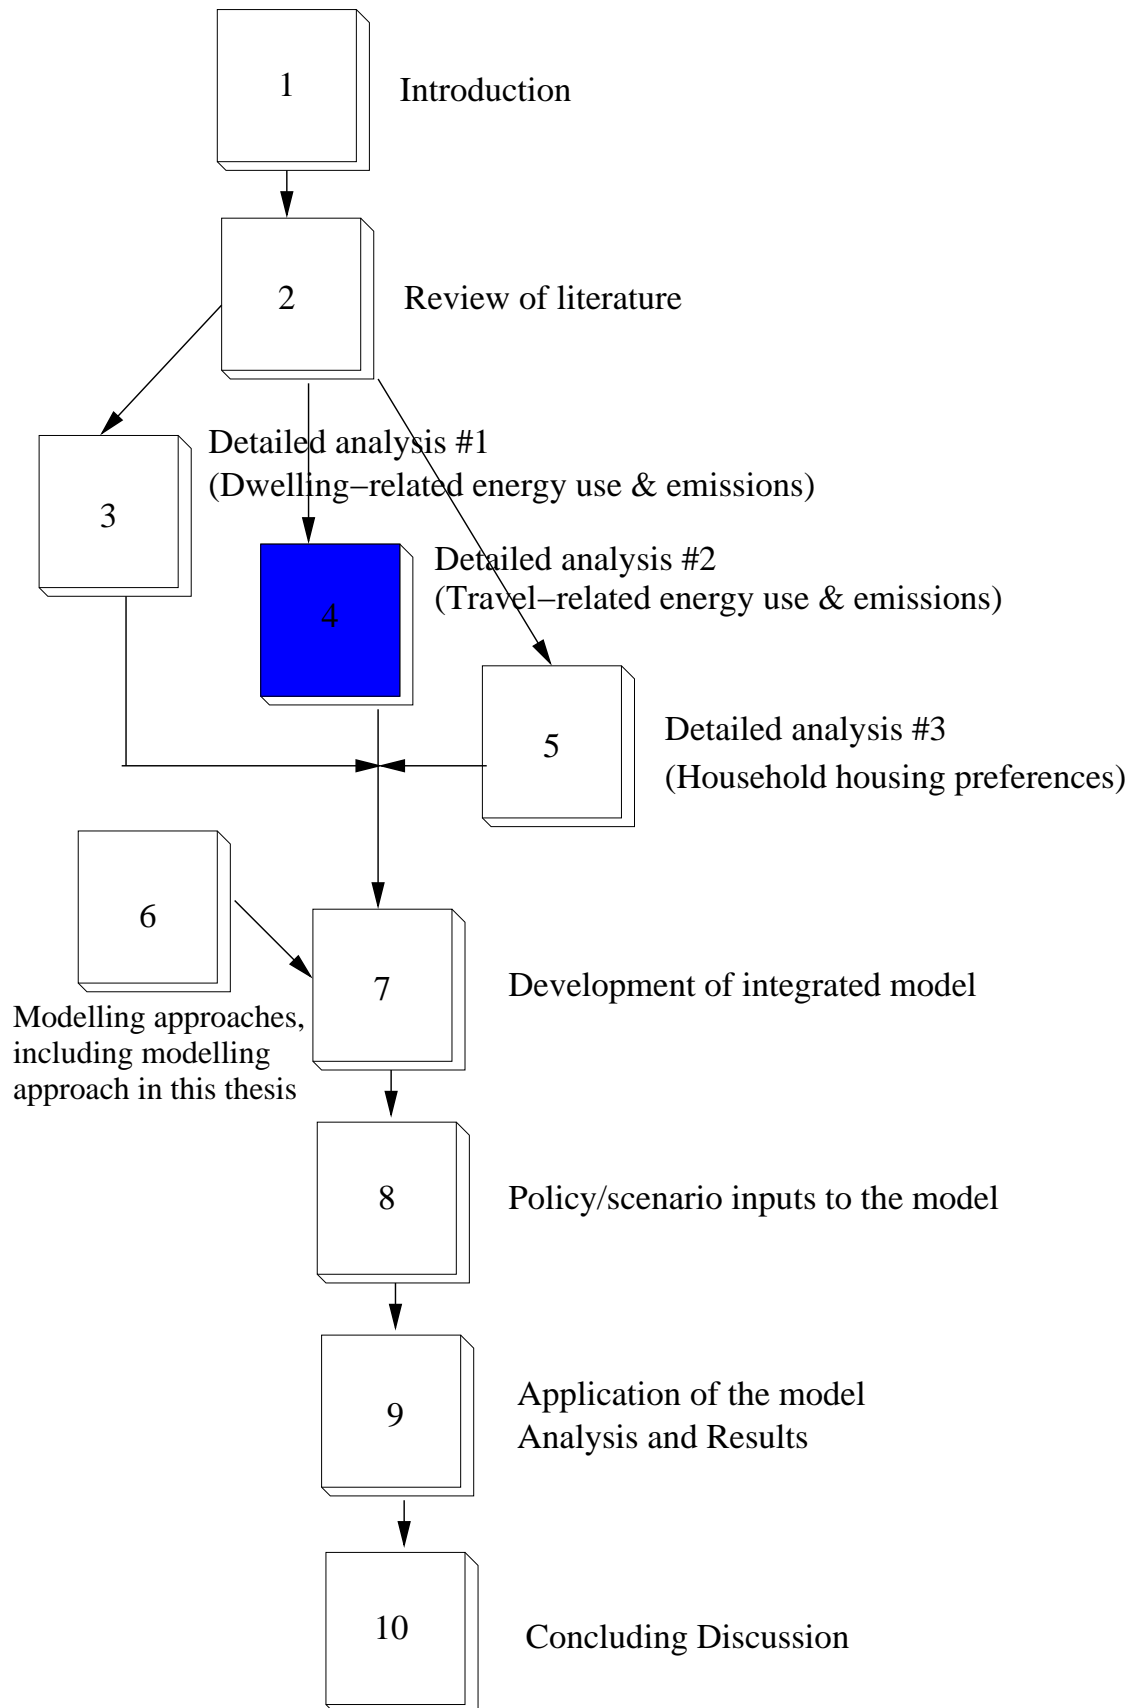 1
Introduction
2
Review of literature
Detailed analysis #1
(Dwelling−related energy use & emissions)
3
Detailed analysis #2
(Travel−related energy use & emissions)
4
Detailed analysis #3
(Household housing preferences)
5
6
Modelling approaches,
including modelling
approach in this thesis
7
Development of integrated model
8
Policy/scenario inputs to the model
9
Application of the model
Analysis and Results
10
Concluding Discussion